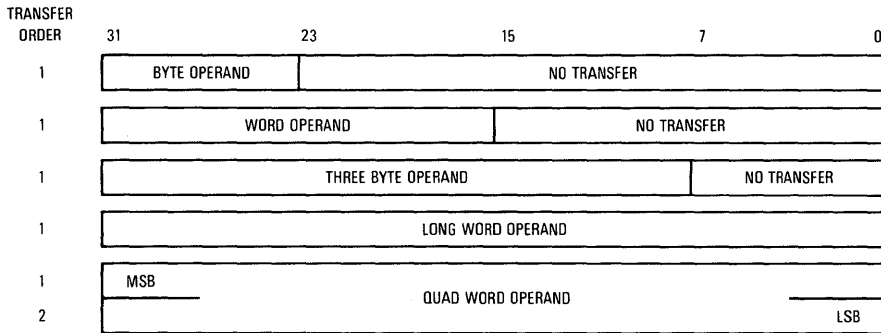 TRANSFER
ORDER 31 23 15 7 0
1 BYTE OPERAND NO TRANSFER
1 WORD OPERAND NO TRANSFER
1 THREE BYTE OPERAND NO TRANSFER
1 LONG WORD OPERAND
1 MSB
QUAD WORD OPERAND
2 LSB